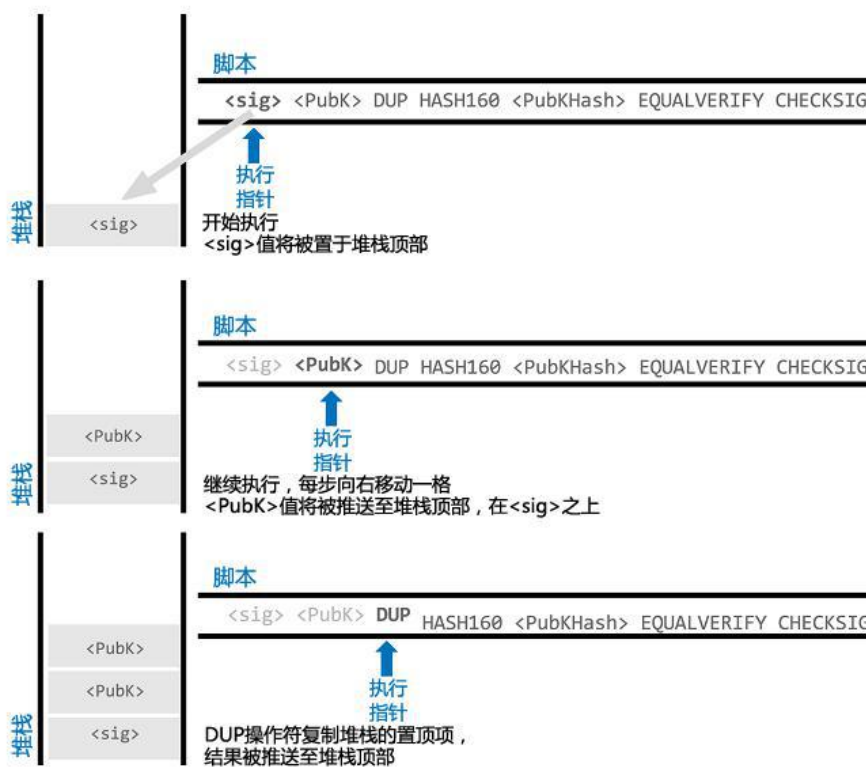 脚本
<sig> <PubK> DUP HASH160 <PubKHash> EQUALVERIFY CHECKSIG
执行
指针
堆栈
<sig>
开始执行
<sig>值将被置于堆栈顶部
脚本
<sig> <PubK> DUP HASH160 <PubKHash> EQUALVERIFY CHECKSIG
执行
指针
堆栈
<PubK>
<sig>
继续执行，每步向右移动一格
<PubK>值将被推送至堆栈顶部，在<sig>之上
脚本
<sig> <PubK> DUP HASH160 <PubKHash> EQUALVERIFY CHECKSIG
执行
指针
堆栈
<PubK>
<PubK>
<sig>
DUP操作符复制堆栈的置顶项，
结果被推送至堆栈顶部